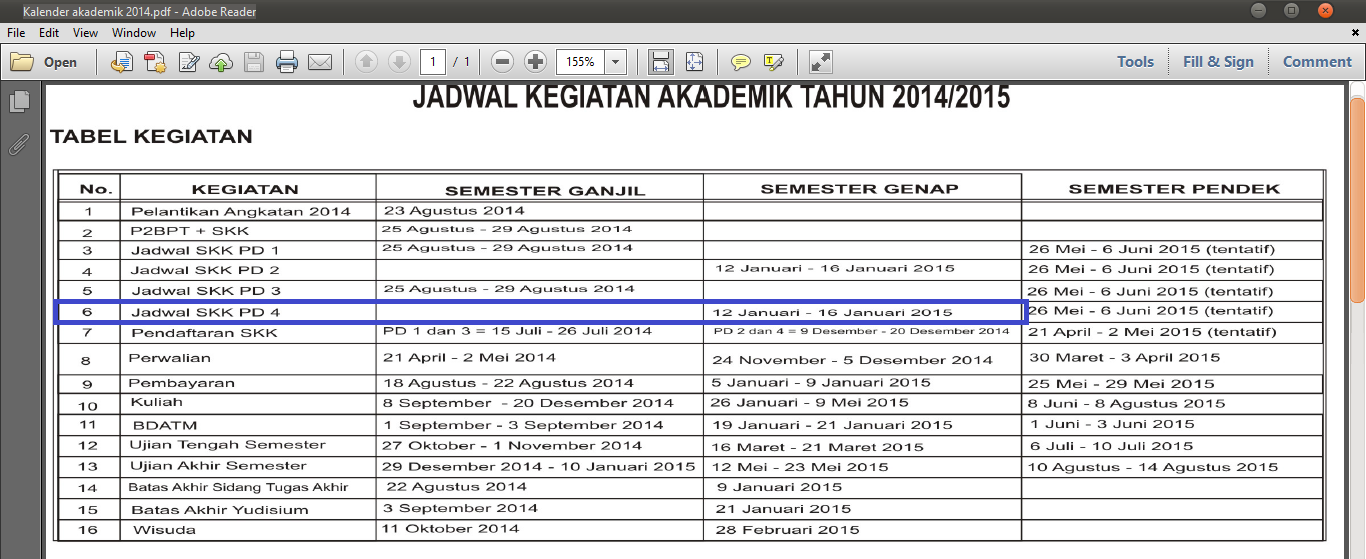 Kalender akademik 2014.pdf - Adobe Reader
File Edit View Window Help
Open 1 / 1 155% Tools Fill & Sign Comment
JADWAL KEGIATAN AKADEMIK TAHUN 2014/2015
TABEL KEGIATAN
No. KEGIATAN SEMESTER GANJIL SEMESTER GENAP SEMESTER PENDEK
1 Pelantikan Angkatan 2014 23 Agustus 2014
2 P2BPT + SKK 25 Agustus - 29 Agustus 2014
3 Jadwal SKK PD 1 25 Agustus - 29 Agustus 2014 26 Mei - 6 Juni 2015 (tentatif)
4 Jadwal SKK PD 2 12 Januari - 16 Januari 2015 26 Mei - 6 Juni 2015 (tentatif)
5 Jadwal SKK PD 3 25 Agustus - 29 Agustus 2014 26 Mei - 6 Juni 2015 (tentatif)
6 Jadwal SKK PD 4 12 Januari - 16 Januari 2015 26 Mei - 6 Juni 2015 (tentatif)
7 Pendaftaran SKK PD 1 dan 3 = 15 Juli - 26 Juli 2014 PD 2 dan 4 = 9 Desember - 20 Desember 2014 21 April - 2 Mei 2015 (tentatif)
8 Perwalian 21 April - 2 Mei 2014 24 November - 5 Desember 2014 30 Maret - 3 April 2015
9 Pembayaran 18 Agustus - 22 Agustus 2014 5 Januari - 9 Januari 2015 25 Mei - 29 Mei 2015
10 Kuliah 8 September - 20 Desember 2014 26 Januari - 9 Mei 2015 8 Juni - 8 Agustus 2015
11 BDATM 1 September - 3 September 2014 19 Januari - 21 Januari 2015 1 Juni - 3 Juni 2015
12 Ujian Tengah Semester 27 Oktober - 1 November 2014 16 Maret - 21 Maret 2015 6 Juli - 10 Juli 2015
13 Ujian Akhir Semester 29 Desember 2014 - 10 Januari 2015 12 Mei - 23 Mei 2015 10 Agustus - 14 Agustus 2015
14 Batas Akhir Sidang Tugas Akhir 22 Agustus 2014 9 Januari 2015
15 Batas Akhir Yudisium 3 September 2014 21 Januari 2015
16 Wisuda 11 Oktober 2014 28 Februari 2015